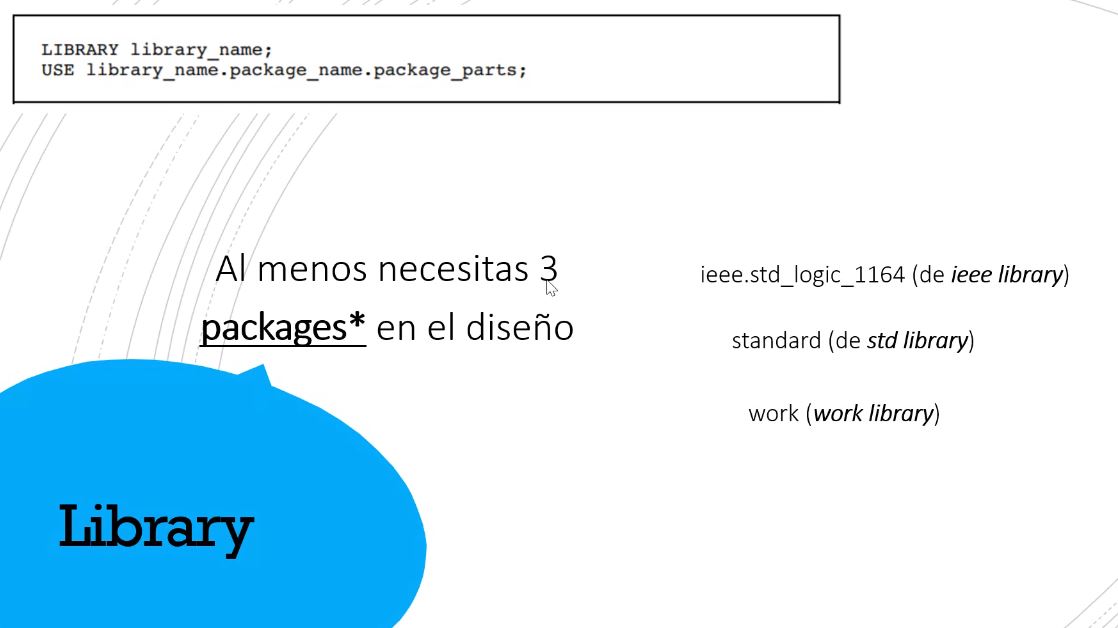 LIBRARY library_name;
USE library_name.package_name.package_parts;
Al menos necesitas 3
packages* en el diseño
ieee.std_logic_1164 (de ieee library)
standard (de std library)
work (work library)
Library